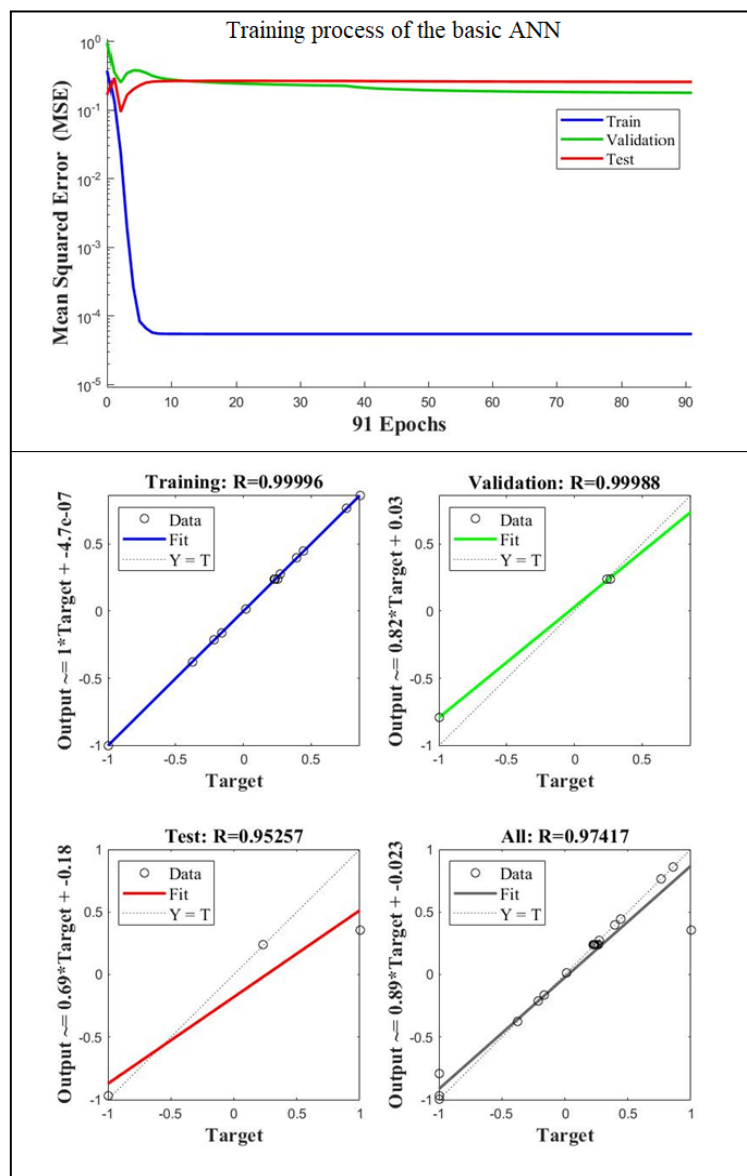 Training process of the basic ANN
Mean Squared Error (MSE)
10^0
10^-1
10^-2
10^-3
10^-4
10^-5
Train
Validation
Test
0 10 20 30 40 50 60 70 80 90
91 Epochs
Training: R=0.99996
Output ~= 1*Target + -4.7e-07
Data
Fit
Y = T
0.5
0
-0.5
-1
-1 -0.5 0 0.5
Target
Validation: R=0.99988
Output ~= 0.82*Target + 0.03
Data
Fit
Y = T
0.5
0
-0.5
-1
-1 -0.5 0 0.5
Target
Test: R=0.95257
Output ~= 0.69*Target + -0.18
Data
Fit
Y = T
1
0.5
0
-0.5
-1
-1 -0.5 0 0.5 1
Target
All: R=0.97417
Output ~= 0.89*Target + -0.023
Data
Fit
Y = T
1
0.5
0
-0.5
-1
-1 -0.5 0 0.5 1
Target